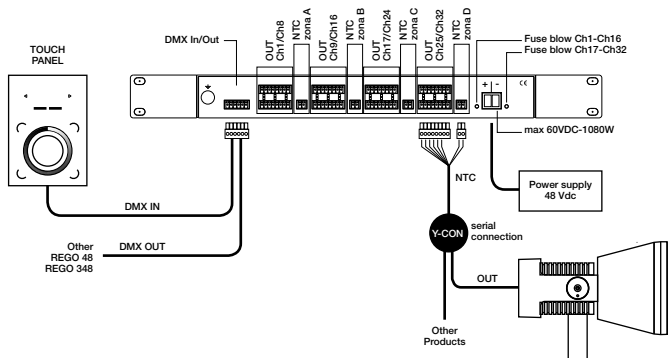 TOUCH
PANEL
DMX In/Out
OUT
Ch1/Ch8
NTC
zona A
OUT
Ch9/Ch16
NTC
zona B
OUT
Ch17/Ch24
NTC
zona C
OUT
Ch25/Ch32
NTC
zona D
Fuse blow Ch1-Ch16
Fuse blow Ch17-Ch32
+ -
CE
max 60VDC-1080W
NTC
Power supply
48 Vdc
DMX IN
Other
REGO 48
REGO 348
DMX OUT
Y-CON
serial
connection
OUT
Other
Products